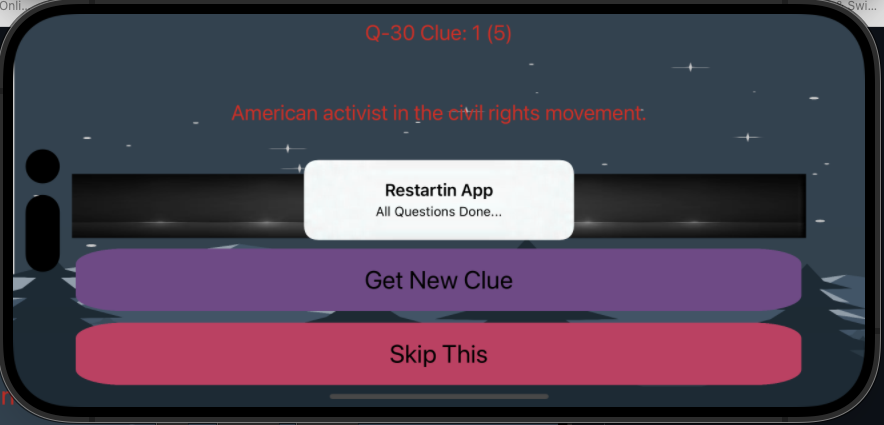 Onli...
Swi...
Q-30 Clue: 1 (5)
American activist in the civil rights movement.
Restartin App
All Questions Done...
Get New Clue
Skip This